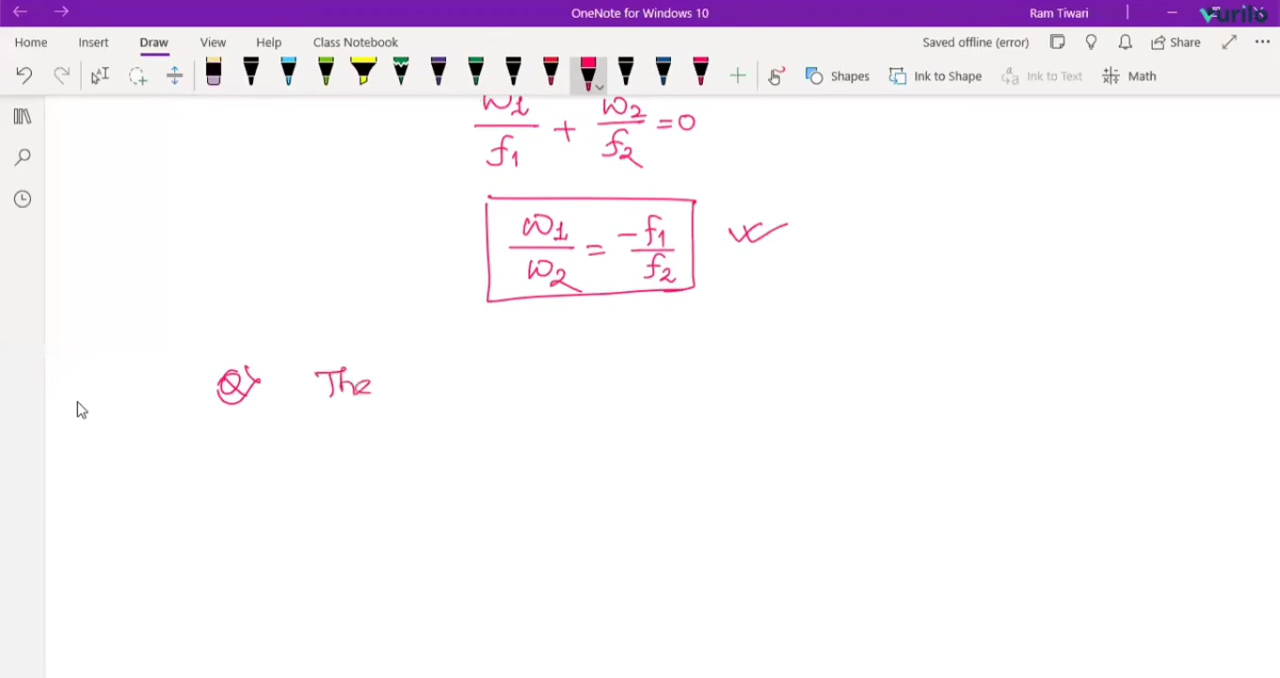 OneNote for Windows 10
Ram Tiwari
Yurilo
Home Insert Draw View Help Class Notebook
Saved offline (error)
Share
Shapes
Ink to Shape
Ink to Text
Math
ω1/f1 + ω2/f2 = 0
ω1/ω2 = -f1/f2
Q) The